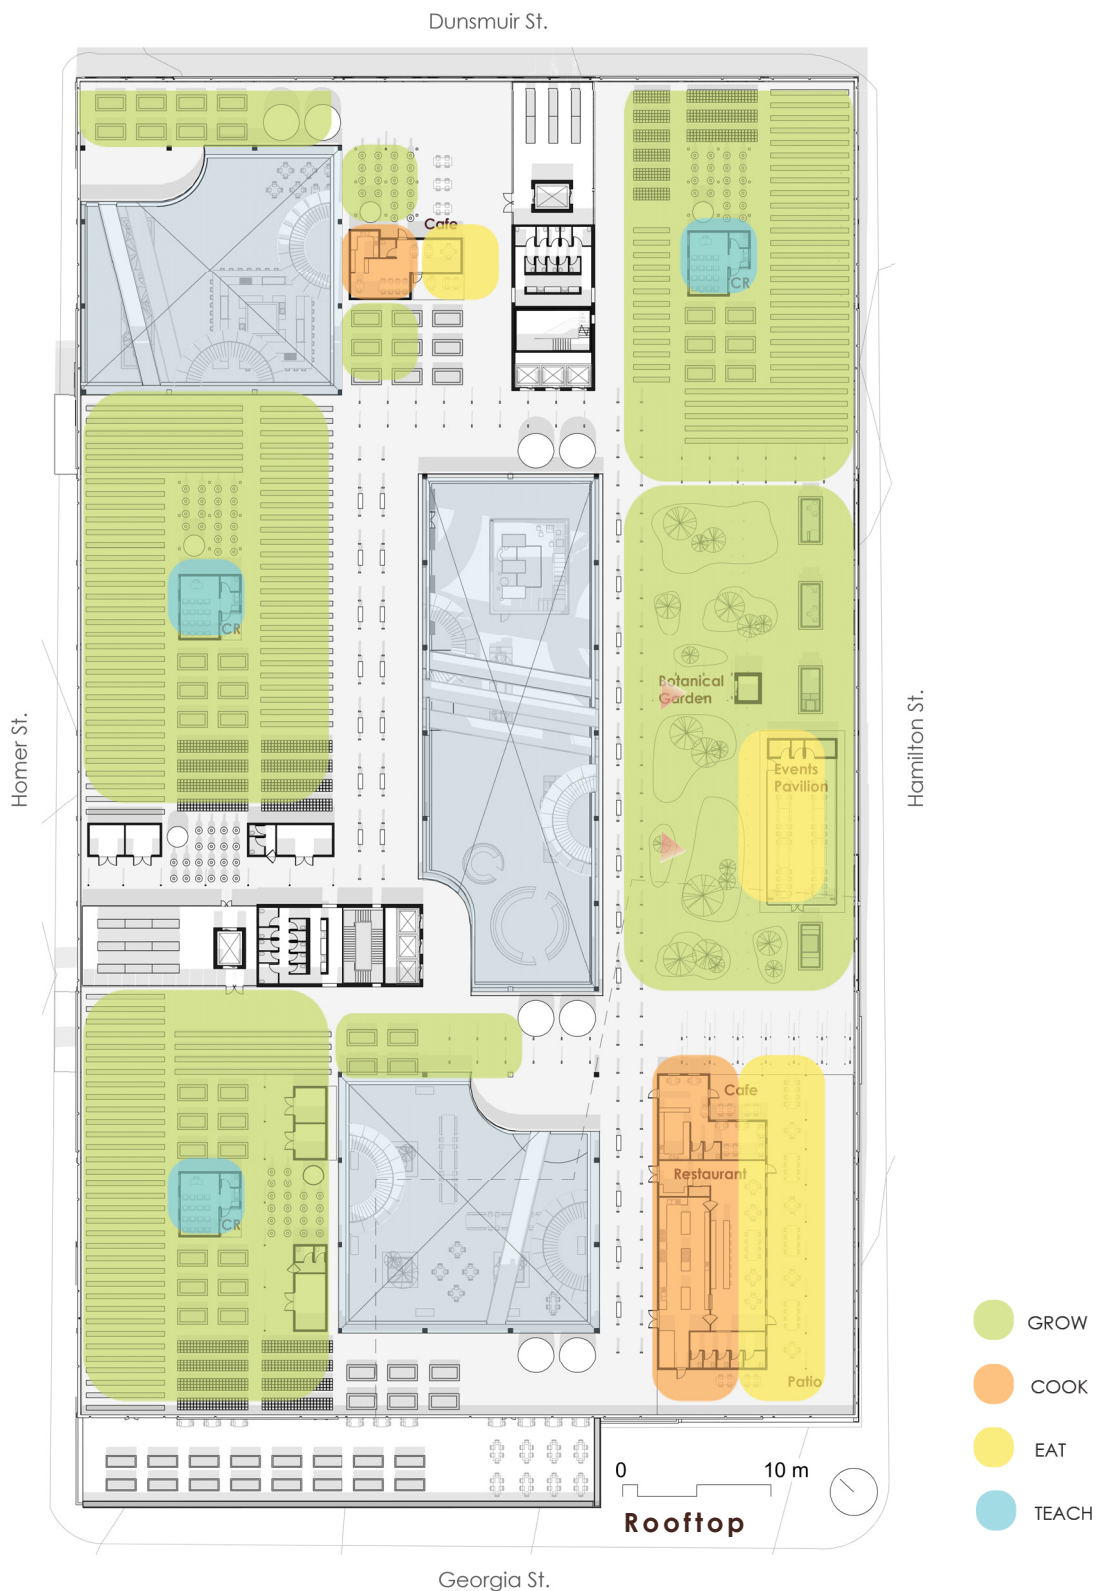 Dunsmuir St.
Cafe
CR
CR
Botanical
Garden
Homer St.
Hamilton St.
Events
Pavilion
Cafe
Restaurant
CR
Patio
GROW
COOK
EAT
TEACH
0 10 m
Rooftop
Georgia St.